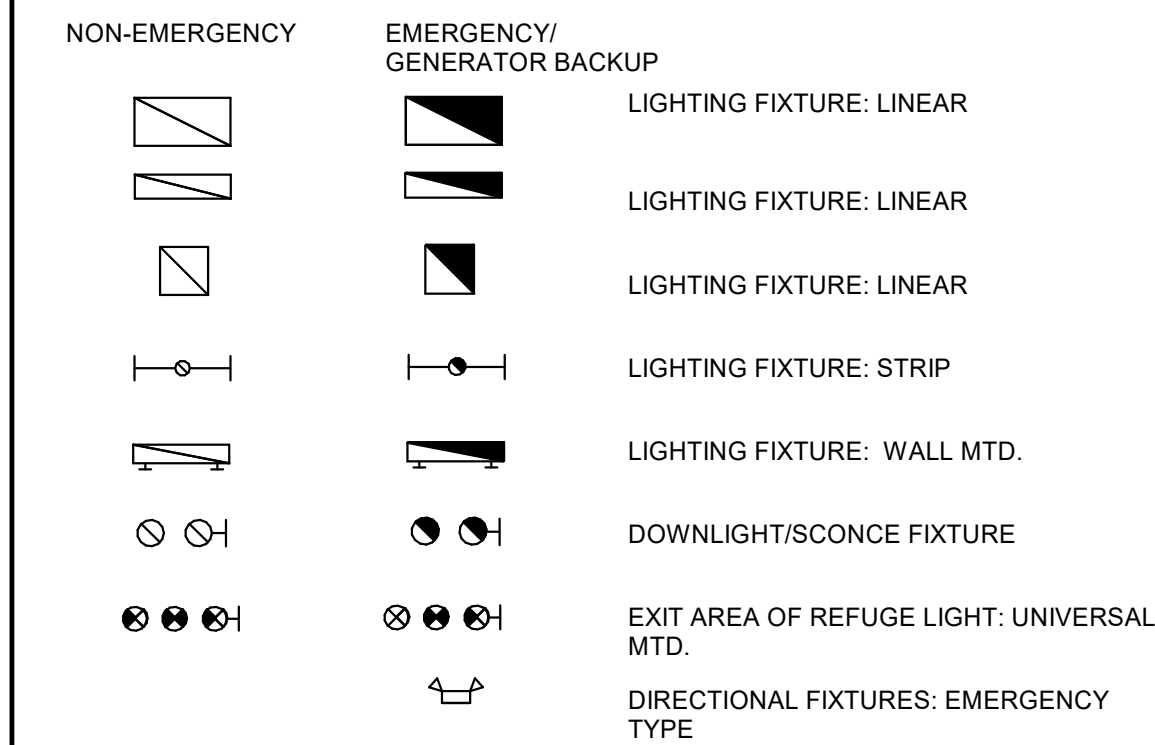 NON-EMERGENCY
EMERGENCY/
GENERATOR BACKUP
LIGHTING FIXTURE: LINEAR
LIGHTING FIXTURE: LINEAR
LIGHTING FIXTURE: LINEAR
LIGHTING FIXTURE: STRIP
LIGHTING FIXTURE:  WALL MTD.
DOWNLIGHT/SCONCE FIXTURE
EXIT AREA OF REFUGE LIGHT: UNIVERSAL
MTD.
DIRECTIONAL FIXTURES: EMERGENCY
TYPE